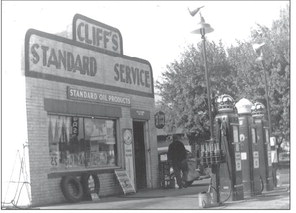 CLIFF'S
STANDARD SERVICE
STANDARD OIL PRODUCTS